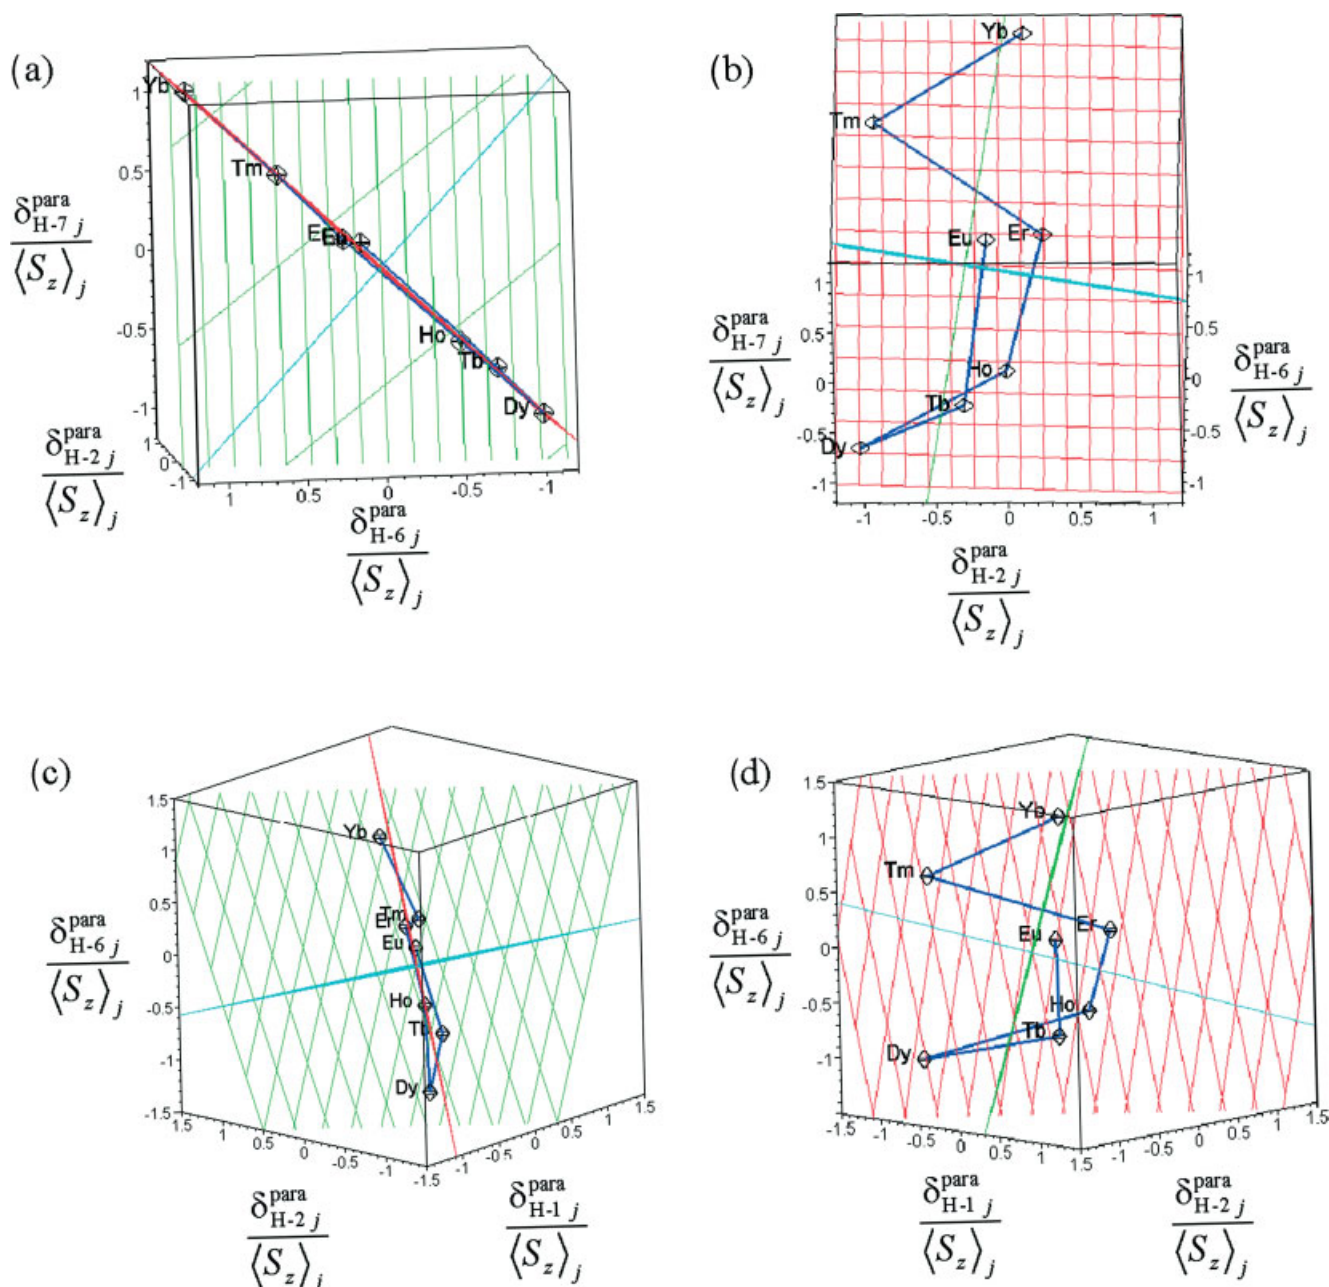 (a)
Yb
Tm
Er
Eu
Ho
Tb
Dy
1
0.5
0
-0.5
-1
1
0
-1
1
0.5
0
-0.5
-1
δ^para_H-7 j / ⟨S_z⟩_j
δ^para_H-2 j / ⟨S_z⟩_j
δ^para_H-6 j / ⟨S_z⟩_j
(b)
Yb
Tm
Eu
Er
Ho
Tb
Dy
1
0.5
0
-0.5
-1
1
0.5
0
-0.5
-1
-1
-0.5
0
0.5
1
δ^para_H-7 j / ⟨S_z⟩_j
δ^para_H-6 j / ⟨S_z⟩_j
δ^para_H-2 j / ⟨S_z⟩_j
(c)
Yb
Tm
Er
Eu
Ho
Tb
Dy
1.5
1
0.5
0
-0.5
-1
-1.5
1.5
1
0.5
0
-0.5
-1
-1.5
-1
0
0.5
1
1.5
δ^para_H-6 j / ⟨S_z⟩_j
δ^para_H-2 j / ⟨S_z⟩_j
δ^para_H-1 j / ⟨S_z⟩_j
(d)
Yb
Tm
Er
Eu
Ho
Tb
Dy
1.5
1
0.5
0
-0.5
-1
-1.5
-1
0
0.5
1
1.5
-1
-0.5
0
0.5
1
1.5
δ^para_H-6 j / ⟨S_z⟩_j
δ^para_H-1 j / ⟨S_z⟩_j
δ^para_H-2 j / ⟨S_z⟩_j